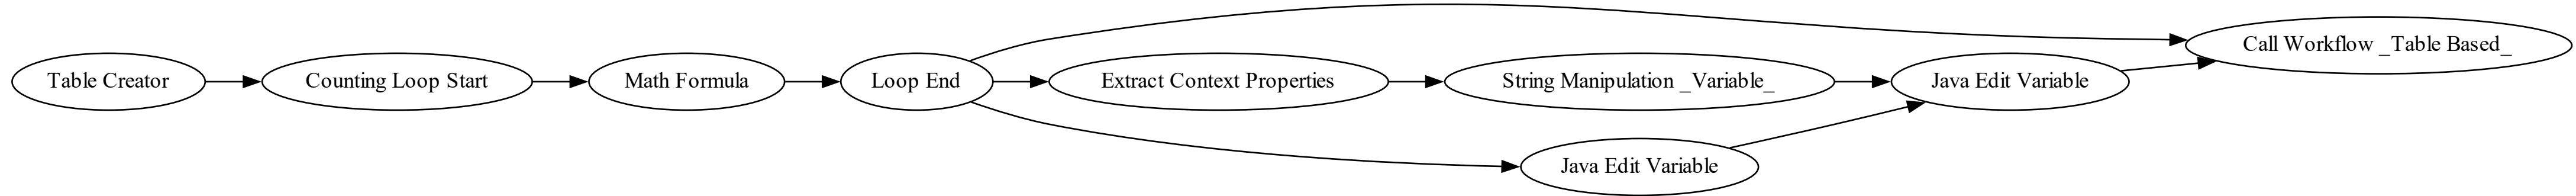 Table Creator
Counting Loop Start
Math Formula
Loop End
Extract Context Properties
String Manipulation _Variable_
Java Edit Variable
Java Edit Variable
Call Workflow _Table Based_